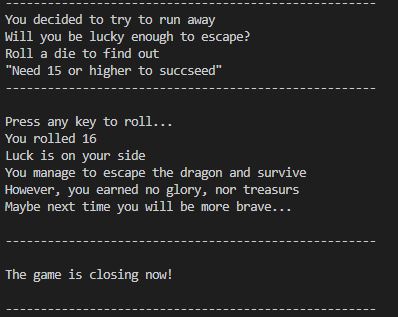 -----------------------------------------------------
You decided to try to run away
Will you be lucky enough to escape?
Roll a die to find out
"Need 15 or higher to succseed"
-----------------------------------------------------
Press any key to roll...
You rolled 16
Luck is on your side
You manage to escape the dragon and survive
However, you earned no glory, nor treasurs
Maybe next time you will be more brave...
-----------------------------------------------------
The game is closing now!
-----------------------------------------------------